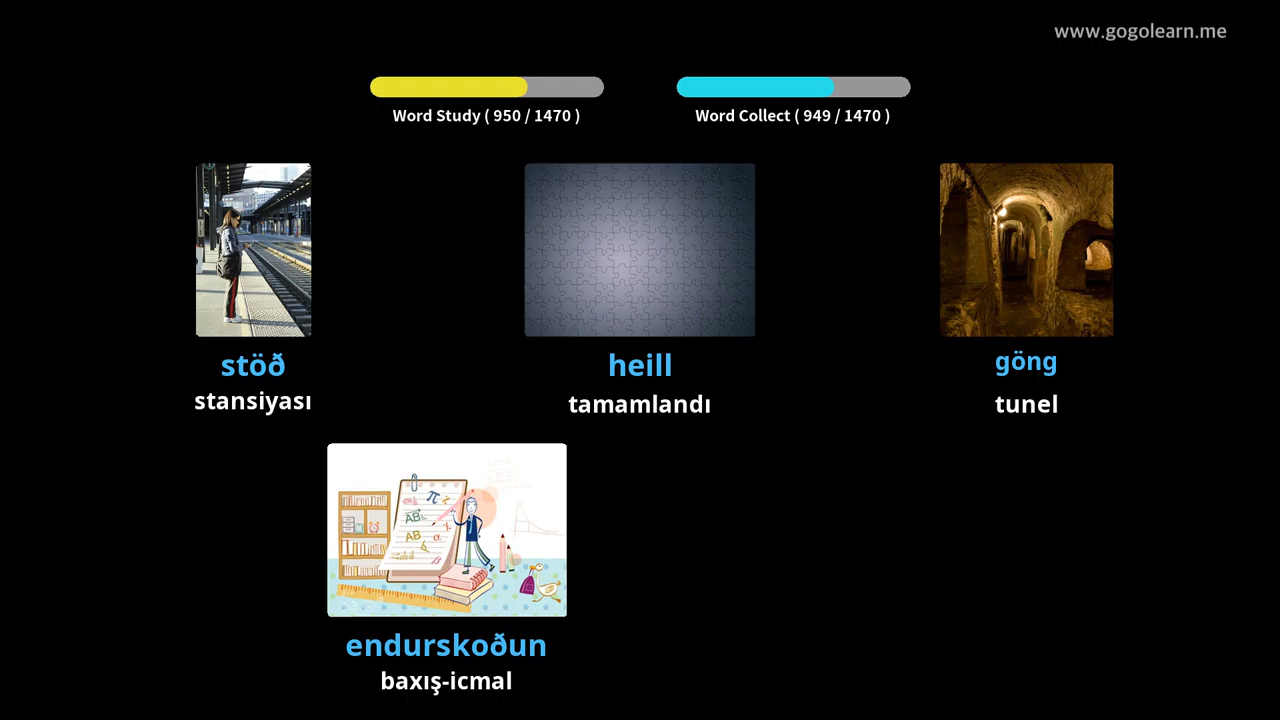 www.gogolearn.me
Word Study ( 950 / 1470 )
Word Collect ( 949 / 1470 )
stöð
stansiyası
heill
tamamlandı
göng
tunel
endurskoðun
baxış-icmal